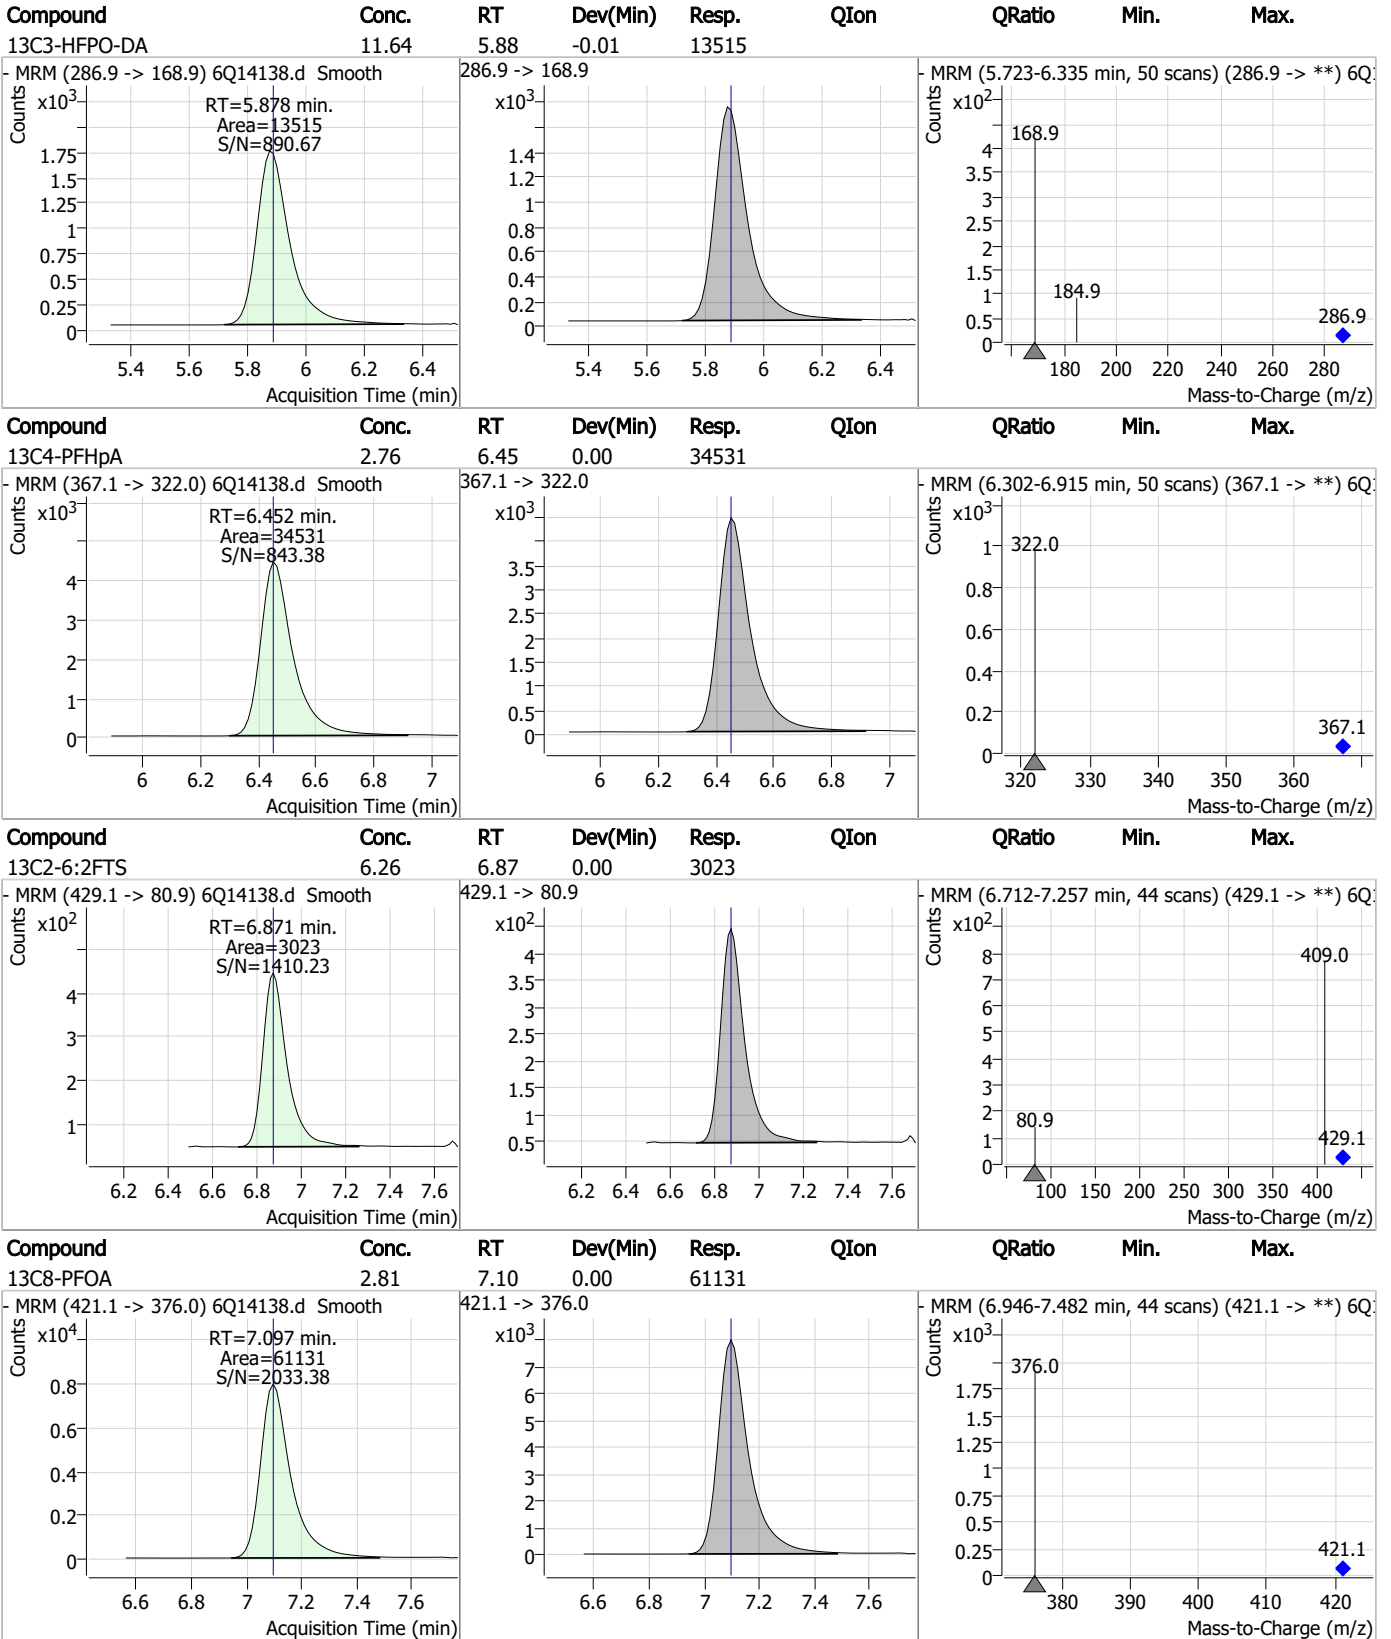 Compound Conc. RT Dev(Min) Resp. QIon QRatio Min. Max.
13C3-HFPO-DA 11.64 5.88 -0.01 13515
- MRM (286.9 -> 168.9) 6Q14138.d Smooth
Counts
x10³
RT=5.878 min.
Area=13515
S/N=890.67
1.75
1.5
1.25
1
0.75
0.5
0.25
0
5.4 5.6 5.8 6 6.2 6.4
Acquisition Time (min)
286.9 -> 168.9
x10³
1.4
1.2
1
0.8
0.6
0.4
0.2
0
5.4 5.6 5.8 6 6.2 6.4
- MRM (5.723-6.335 min, 50 scans) (286.9 -> **) 6Q
Counts
x10²
168.9
184.9
286.9
4
3.5
3
2.5
2
1.5
1
0.5
0
180 200 220 240 260 280
Mass-to-Charge (m/z)
Compound Conc. RT Dev(Min) Resp. QIon QRatio Min. Max.
13C4-PFHpA 2.76 6.45 0.00 34531
- MRM (367.1 -> 322.0) 6Q14138.d Smooth
Counts
x10³
RT=6.452 min.
Area=34531
S/N=843.38
4
3
2
1
0
6 6.2 6.4 6.6 6.8 7
Acquisition Time (min)
367.1 -> 322.0
x10³
3.5
3
2.5
2
1.5
1
0.5
0
6 6.2 6.4 6.6 6.8 7
- MRM (6.302-6.915 min, 50 scans) (367.1 -> **) 6Q
Counts
x10³
322.0
367.1
1
0.8
0.6
0.4
0.2
0
320 330 340 350 360
Mass-to-Charge (m/z)
Compound Conc. RT Dev(Min) Resp. QIon QRatio Min. Max.
13C2-6:2FTS 6.26 6.87 0.00 3023
- MRM (429.1 -> 80.9) 6Q14138.d Smooth
Counts
x10²
RT=6.871 min.
Area=3023
S/N=1410.23
4
3
2
1
6.2 6.4 6.6 6.8 7 7.2 7.4 7.6
Acquisition Time (min)
429.1 -> 80.9
x10²
4
3.5
3
2.5
2
1.5
1
0.5
6.2 6.4 6.6 6.8 7 7.2 7.4 7.6
- MRM (6.712-7.257 min, 44 scans) (429.1 -> **) 6Q
Counts
x10²
409.0
80.9
429.1
8
7
6
5
4
3
2
1
0
100 150 200 250 300 350 400
Mass-to-Charge (m/z)
Compound Conc. RT Dev(Min) Resp. QIon QRatio Min. Max.
13C8-PFOA 2.81 7.10 0.00 61131
- MRM (421.1 -> 376.0) 6Q14138.d Smooth
Counts
x10⁴
RT=7.097 min.
Area=61131
S/N=2033.38
0.8
0.6
0.4
0.2
0
6.6 6.8 7 7.2 7.4 7.6
Acquisition Time (min)
421.1 -> 376.0
x10³
7
6
5
4
3
2
1
0
6.6 6.8 7 7.2 7.4 7.6
- MRM (6.946-7.482 min, 44 scans) (421.1 -> **) 6Q
Counts
x10³
376.0
421.1
1.75
1.5
1.25
1
0.75
0.5
0.25
0
380 390 400 410 420
Mass-to-Charge (m/z)